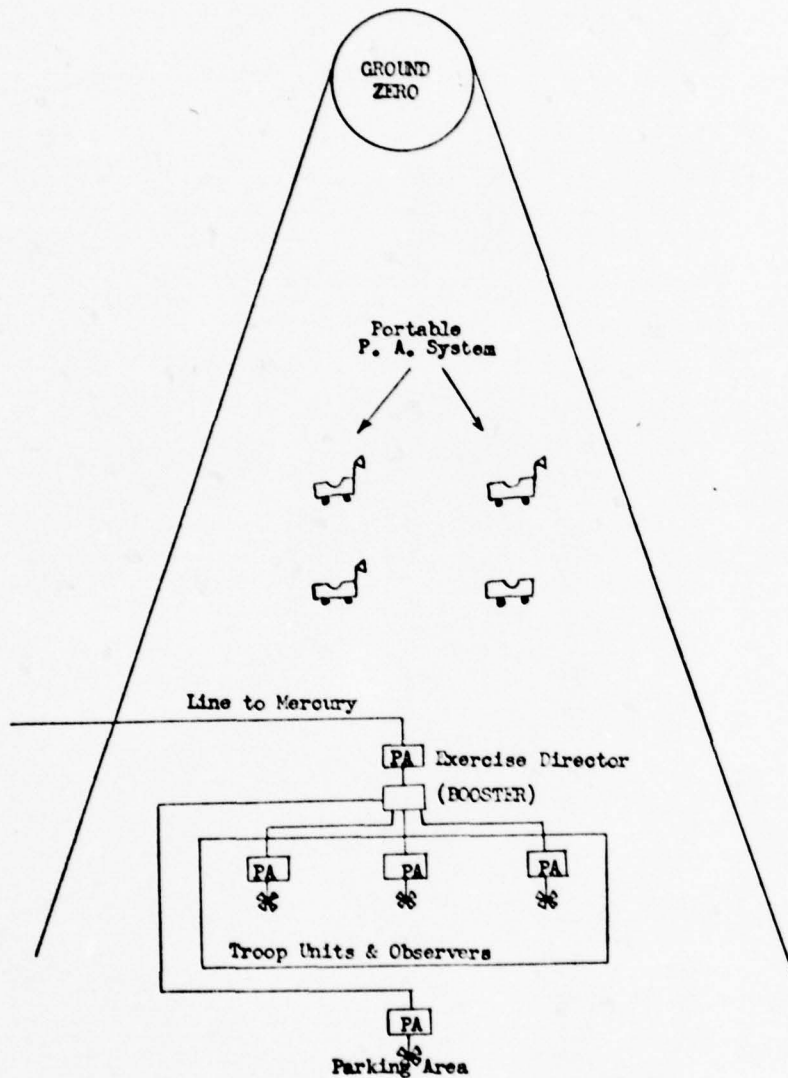 GROUND
ZERO
Portable
P. A. System
Line to Mercury
PA Exercise Director
(BOOSTER)
PA PA PA
Troop Units & Observers
PA
Parking Area